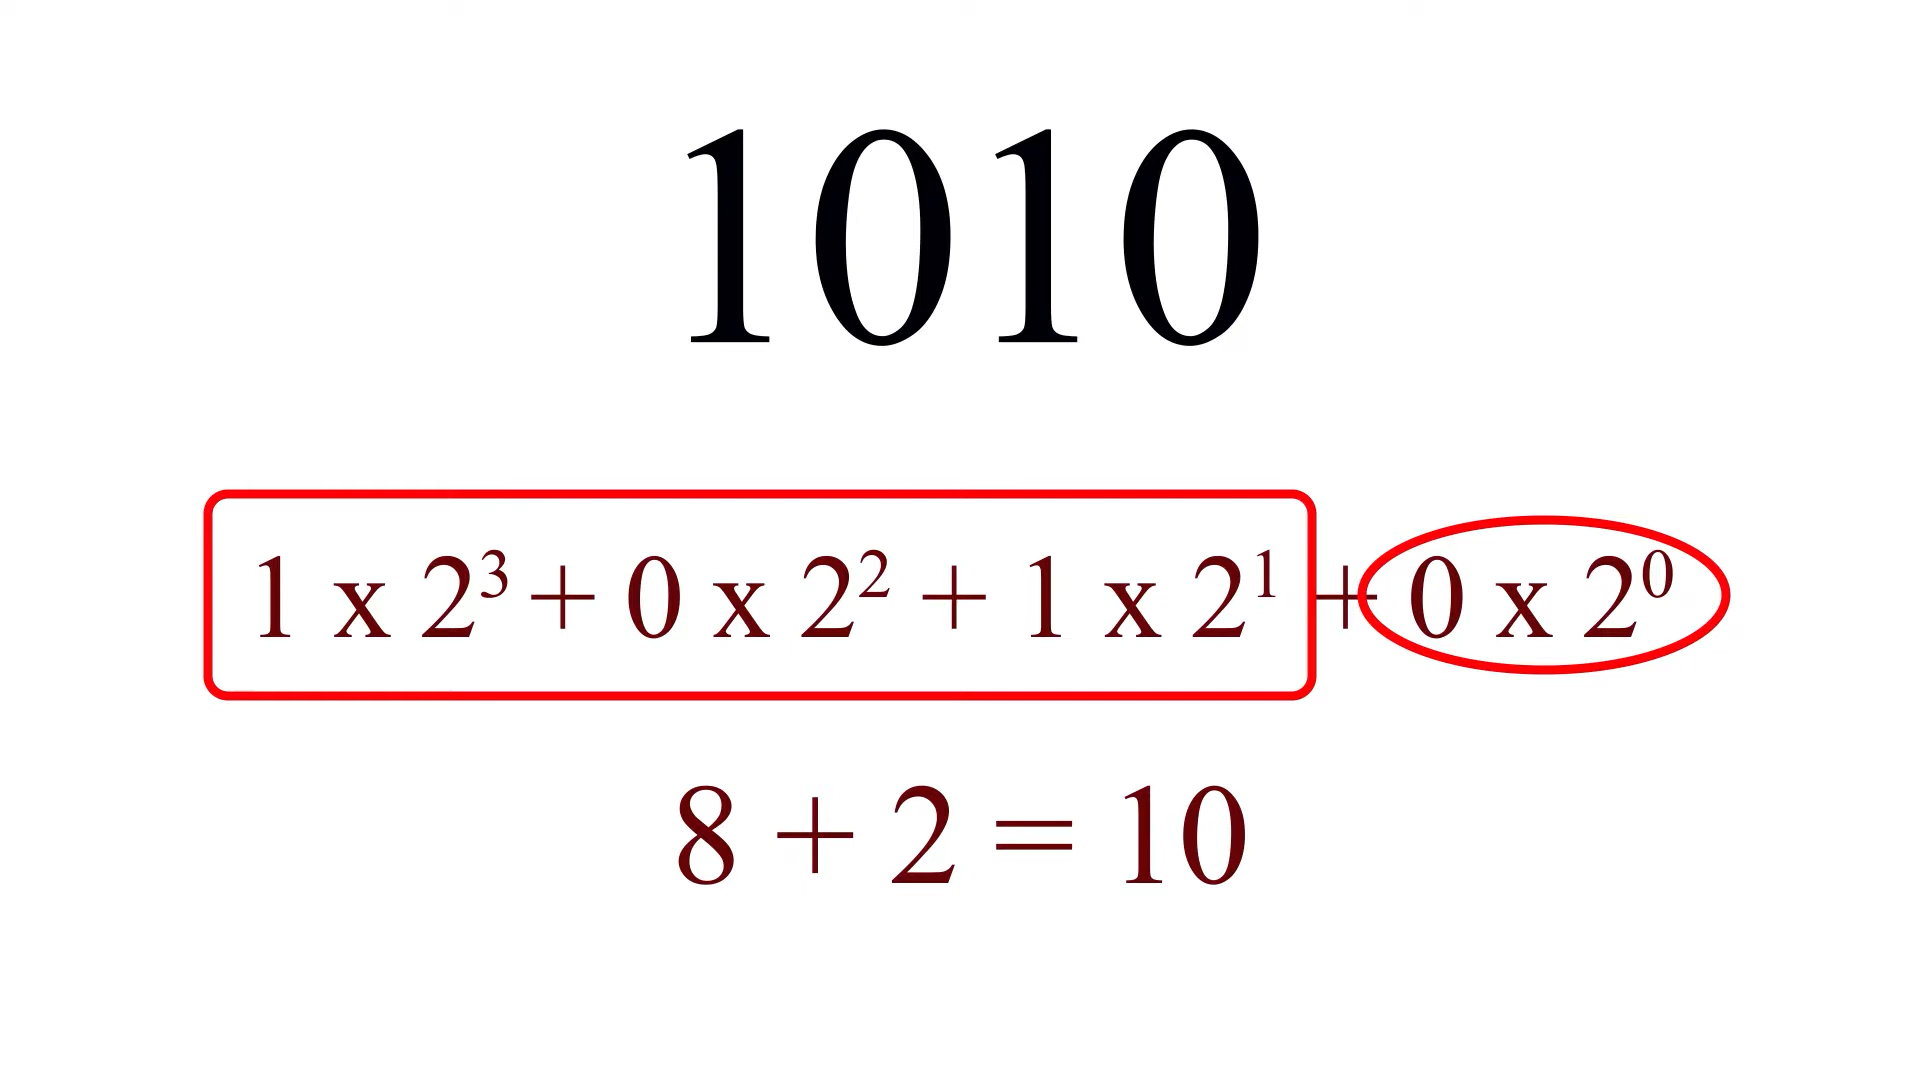 1010
1 x 2³ + 0 x 2² + 1 x 2¹ + 0 x 2⁰
8 + 2 = 10